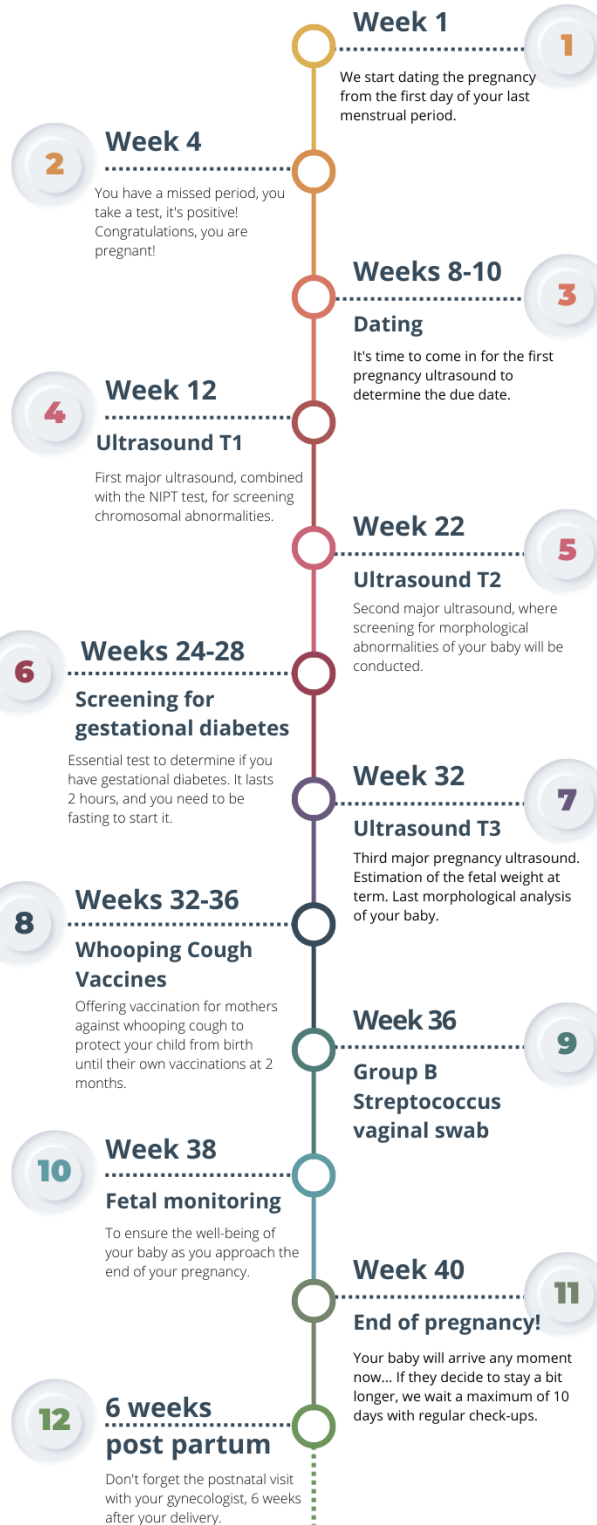 Week 1
1
We start dating the pregnancy
from the first day of your last
menstrual period.
Week 4
2
You have a missed period, you
take a test, it's positive!
Congratulations, you are
pregnant!
Weeks 8-10
3
Dating
It's time to come in for the first
pregnancy ultrasound to
determine the due date.
Week 12
4
Ultrasound T1
First major ultrasound, combined
with the NIPT test, for screening
chromosomal abnormalities.
Week 22
5
Ultrasound T2
Second major ultrasound, where
screening for morphological
abnormalities of your baby will be
conducted.
Weeks 24-28
6
Screening for
gestational diabetes
Essential test to determine if you
have gestational diabetes. It lasts
2 hours, and you need to be
fasting to start it.
Week 32
7
Ultrasound T3
Third major pregnancy ultrasound.
Estimation of the fetal weight at
term. Last morphological analysis
of your baby.
Weeks 32-36
8
Whooping Cough
Vaccines
Offering vaccination for mothers
against whooping cough to
protect your child from birth
until their own vaccinations at 2
months.
Week 36
9
Group B
Streptococcus
vaginal swab
Week 38
10
Fetal monitoring
To ensure the well-being of
your baby as you approach the
end of your pregnancy.
Week 40
11
End of pregnancy!
Your baby will arrive any moment
now... If they decide to stay a bit
longer, we wait a maximum of 10
days with regular check-ups.
6 weeks
12
post partum
Don't forget the postnatal visit
with your gynecologist, 6 weeks
after your delivery.